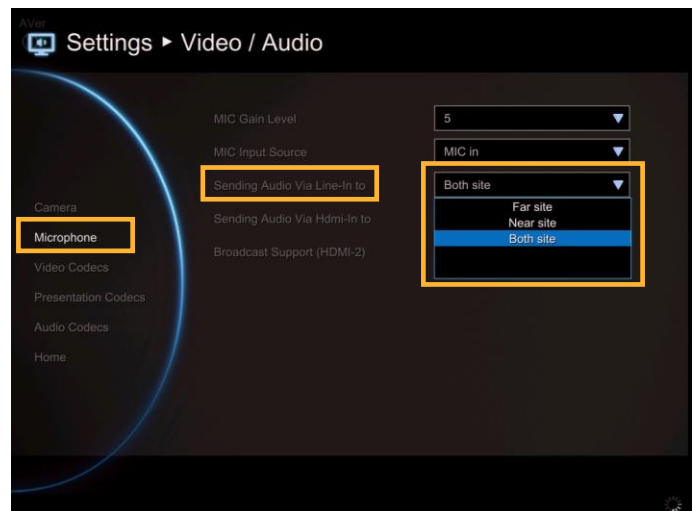 AVer
Settings ► Video / Audio
MIC Gain Level
5
MIC Input Source
MIC in
Sending Audio Via Line-In to
Both site
Far site
Near site
Both site
Sending Audio Via Hdmi-In to
Broadcast Support (HDMI-2)
Camera
Microphone
Video Codecs
Presentation Codecs
Audio Codecs
Home